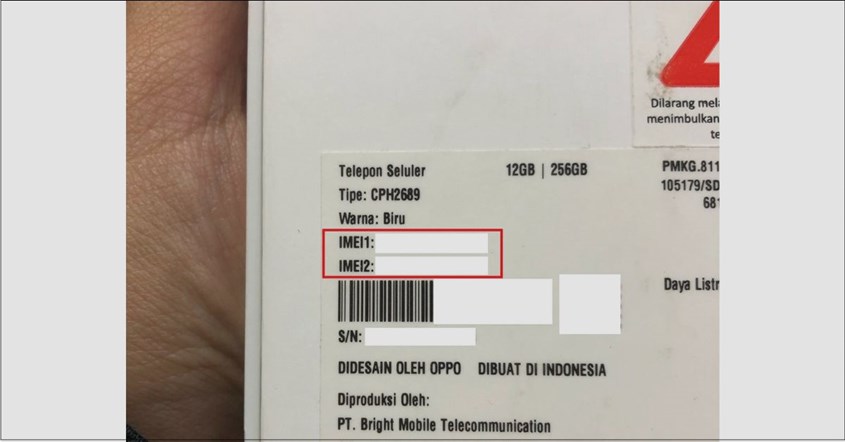 Dilarang
menimbulkan
Telepon Seluler 12GB | 256GB
Tipe: CPH2689
Warna: Biru
IMEI1:
IMEI2:
S/N:
DIDESAIN OLEH OPPO DIBUAT DI INDONESIA
Diproduksi Oleh:
PT. Bright Mobile Telecommunication
PMKG.811
105179/SD
681
Daya Listr